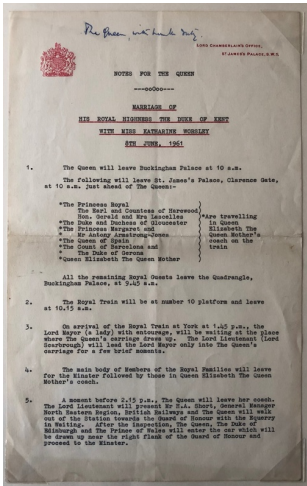 The Queen, with humble duty.
LORD CHAMBERLAIN'S OFFICE,
ST JAMES'S PALACE, S.W.1.
NOTES FOR THE QUEEN
---ooOoo---
MARRIAGE OF
HIS ROYAL HIGHNESS THE DUKE OF KENT
WITH MISS KATHARINE WORSLEY
8TH JUNE, 1961
1. The Queen will leave Buckingham Palace at 10 a.m.
The following will leave St. James's Palace, Clarence Gate,
at 10 a.m. just ahead of The Queen:-
*The Princess Royal
The Earl and Countess of Harewood
Hon. Gerald and Mrs Lascelles
*The Duke and Duchess of Gloucester
*The Princess Margaret and
Mr Antony Armstrong-Jones
*The Queen of Spain
*The Count of Barcelona and
The Duke of Gerona
*Queen Elizabeth The Queen Mother
*Are travelling
in Queen
Elizabeth The
Queen Mother's
coach on the
train
All the remaining Royal Guests leave the Quadrangle,
Buckingham Palace, at 9.45 a.m.
2. The Royal Train will be at number 10 platform and leave
at 10.15 a.m.
3. On arrival of the Royal Train at York at 1.45 p.m., the
Lord Mayor (a lady) with entourage, will be waiting at the place
where The Queen's carriage draws up. The Lord Lieutenant (Lord
Scarbrough) will lead the Lord Mayor only into The Queen's
carriage for a few brief moments.
4. The main body of Members of the Royal Families will leave
for the Minster followed by those in Queen Elizabeth The Queen
Mother's coach.
5. A moment before 2.15 p.m. The Queen will leave her coach.
The Lord Lieutenant will present Mr H.A. Short, General Manager
North Eastern Region, British Railways and The Queen will walk
out of the Station towards the Guard of Honour with the Equerry
in Waiting. After the inspection, The Queen, The Duke of
Edinburgh and The Prince of Wales will enter the car which will
be drawn up near the right flank of the Guard of Honour and
proceed to the Minster.